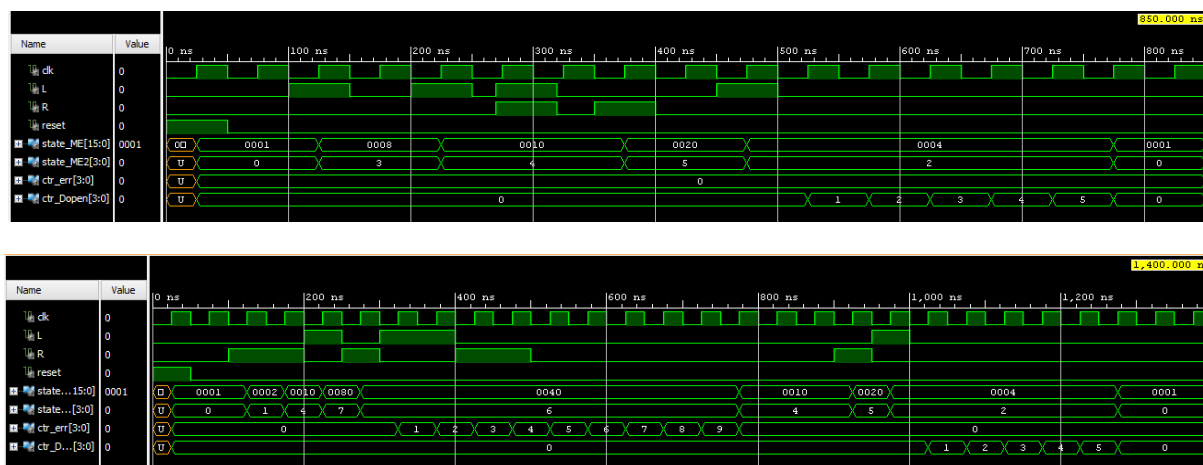 850.000 ns
Name Value 0 ns 100 ns 200 ns 300 ns 400 ns 500 ns 600 ns 700 ns 800 ns
clk 0
L 0
R 0
reset 0
state_ME[15:0] 0001 0001 0008 0010 0020 0004 0001
state_ME2[3:0] 0 U 0 3 4 5 2 0
ctr_err[3:0] 0 U 0
ctr_Dopen[3:0] 0 U 0 1 2 3 4 5 0
1,400.000 n
Name Value 0 ns 200 ns 400 ns 600 ns 800 ns 1,000 ns 1,200 ns
clk 0
L 0
R 0
reset 0
state...15:0] 0001 0001 0002 0010 0080 0040 0010 0020 0004 0001
state...[3:0] 0 U 0 1 4 7 6 4 5 2 0
ctr_err[3:0] 0 U 0 1 2 3 4 5 6 7 8 9 0
ctr_D...[3:0] 0 U 0 1 2 3 4 5 0